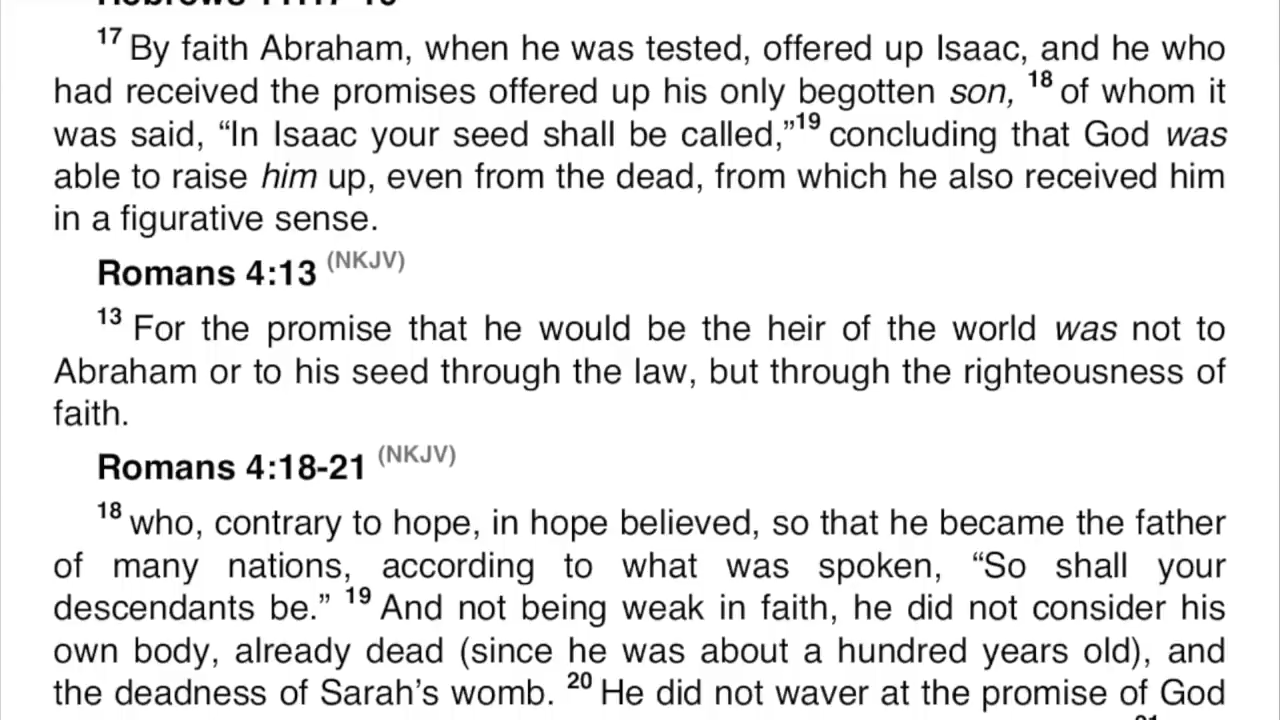 Hebrews 11:17-19
17 By faith Abraham, when he was tested, offered up Isaac, and he who
had received the promises offered up his only begotten son, 18 of whom it
was said, “In Isaac your seed shall be called,”19 concluding that God was
able to raise him up, even from the dead, from which he also received him
in a figurative sense.
Romans 4:13 (NKJV)
13 For the promise that he would be the heir of the world was not to
Abraham or to his seed through the law, but through the righteousness of
faith.
Romans 4:18-21 (NKJV)
18 who, contrary to hope, in hope believed, so that he became the father
of many nations, according to what was spoken, “So shall your
descendants be.” 19 And not being weak in faith, he did not consider his
own body, already dead (since he was about a hundred years old), and
the deadness of Sarah’s womb. 20 He did not waver at the promise of God
21